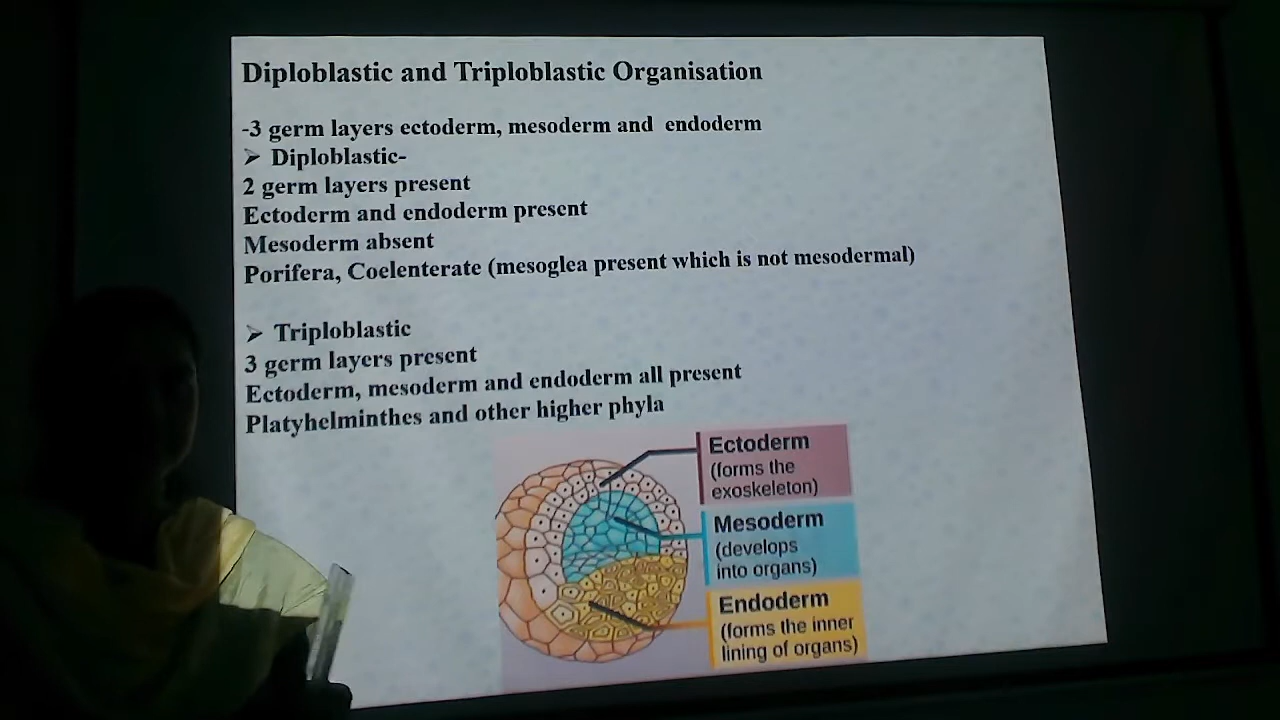 Diploblastic and Triploblastic Organisation
-3 germ layers ectoderm, mesoderm and endoderm
➢ Diploblastic-
2 germ layers present
Ectoderm and endoderm present
Mesoderm absent
Porifera, Coelenterate (mesoglea present which is not mesodermal)
➢ Triploblastic
3 germ layers present
Ectoderm, mesoderm and endoderm all present
Platyhelminthes and other higher phyla
Ectoderm
(forms the
exoskeleton)
Mesoderm
(develops
into organs)
Endoderm
(forms the inner
lining of organs)